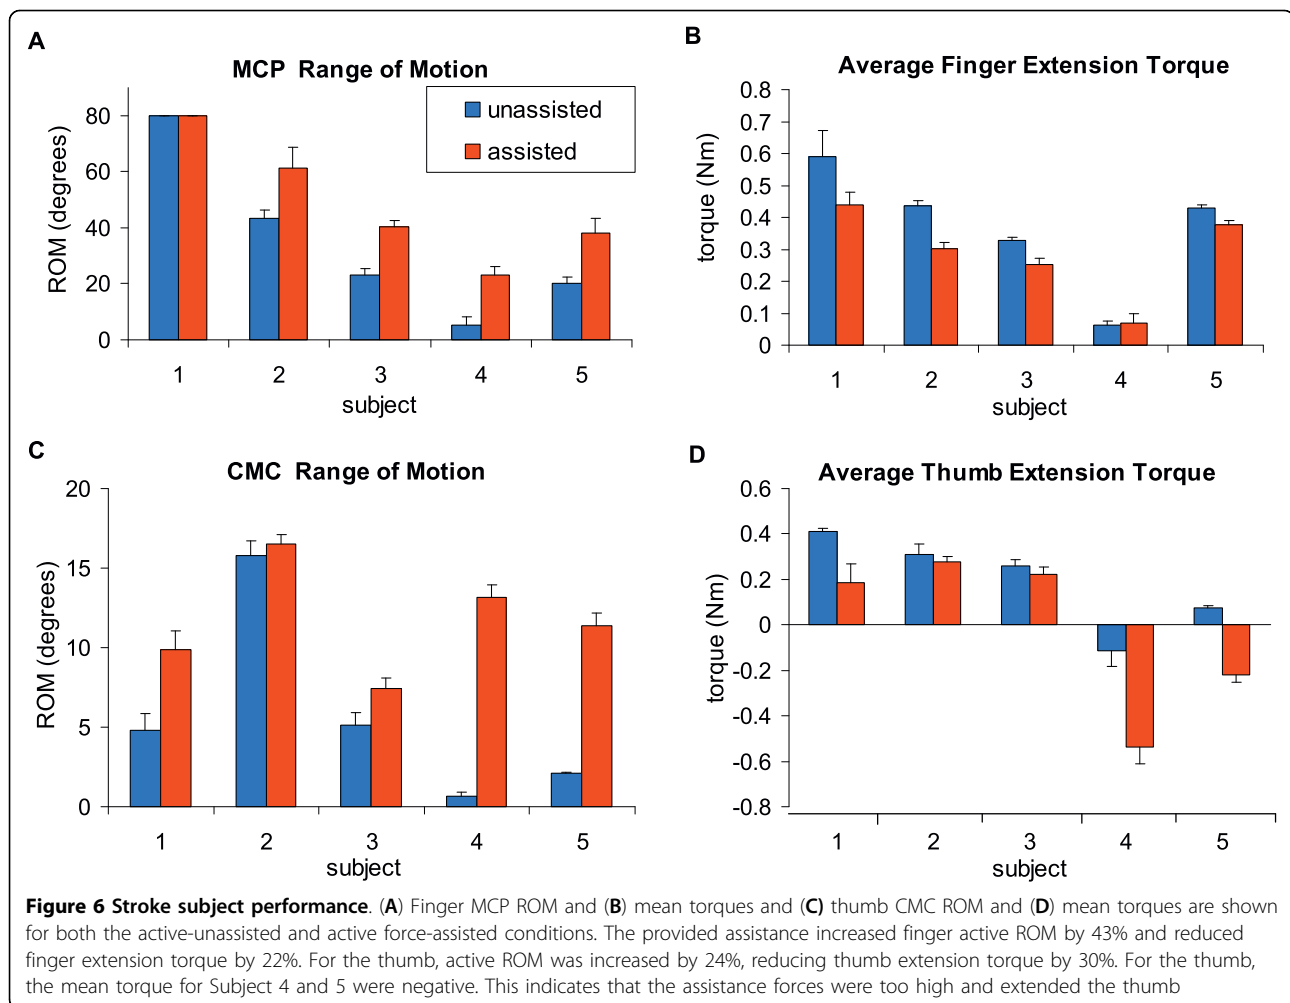 A
MCP Range of Motion
unassisted
assisted
ROM (degrees)
80
60
40
20
0
1 2 3 4 5
subject
B
Average Finger Extension Torque
torque (Nm)
0.8
0.7
0.6
0.5
0.4
0.3
0.2
0.1
0
1 2 3 4 5
subject
C
CMC Range of Motion
ROM (degrees)
20
15
10
5
0
1 2 3 4 5
subject
D
Average Thumb Extension Torque
torque (Nm)
0.6
0.4
0.2
0
-0.2
-0.4
-0.6
-0.8
1 2 3 4 5
subject
Figure 6 Stroke subject performance. (A) Finger MCP ROM and (B) mean torques and (C) thumb CMC ROM and (D) mean torques are shown
for both the active-unassisted and active force-assisted conditions. The provided assistance increased finger active ROM by 43% and reduced
finger extension torque by 22%. For the thumb, active ROM was increased by 24%, reducing thumb extension torque by 30%. For the thumb,
the mean torque for Subject 4 and 5 were negative. This indicates that the assistance forces were too high and extended the thumb